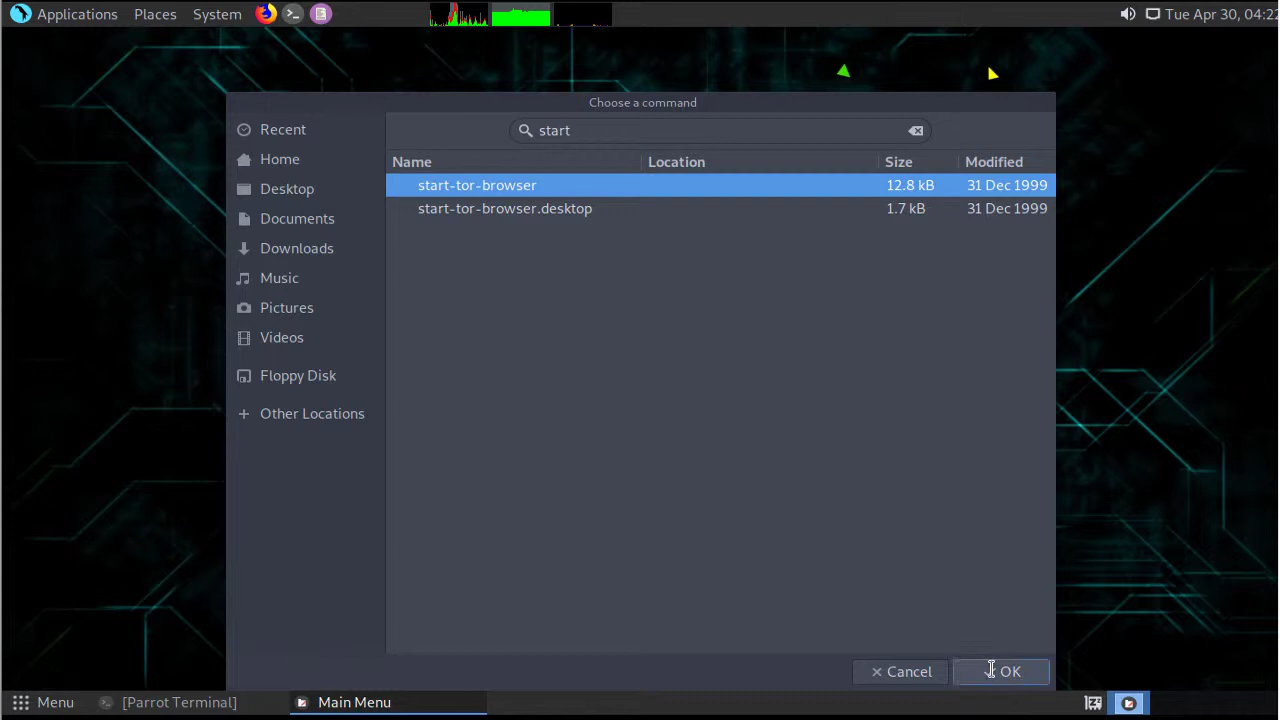 Applications Places System Tue Apr 30, 04:22
Choose a command
start
Recent
Home
Desktop
Documents
Downloads
Music
Pictures
Videos
Floppy Disk
Other Locations
Name Location Size Modified
start-tor-browser 12.8 kB 31 Dec 1999
start-tor-browser.desktop 1.7 kB 31 Dec 1999
Cancel OK
Menu [Parrot Terminal] Main Menu